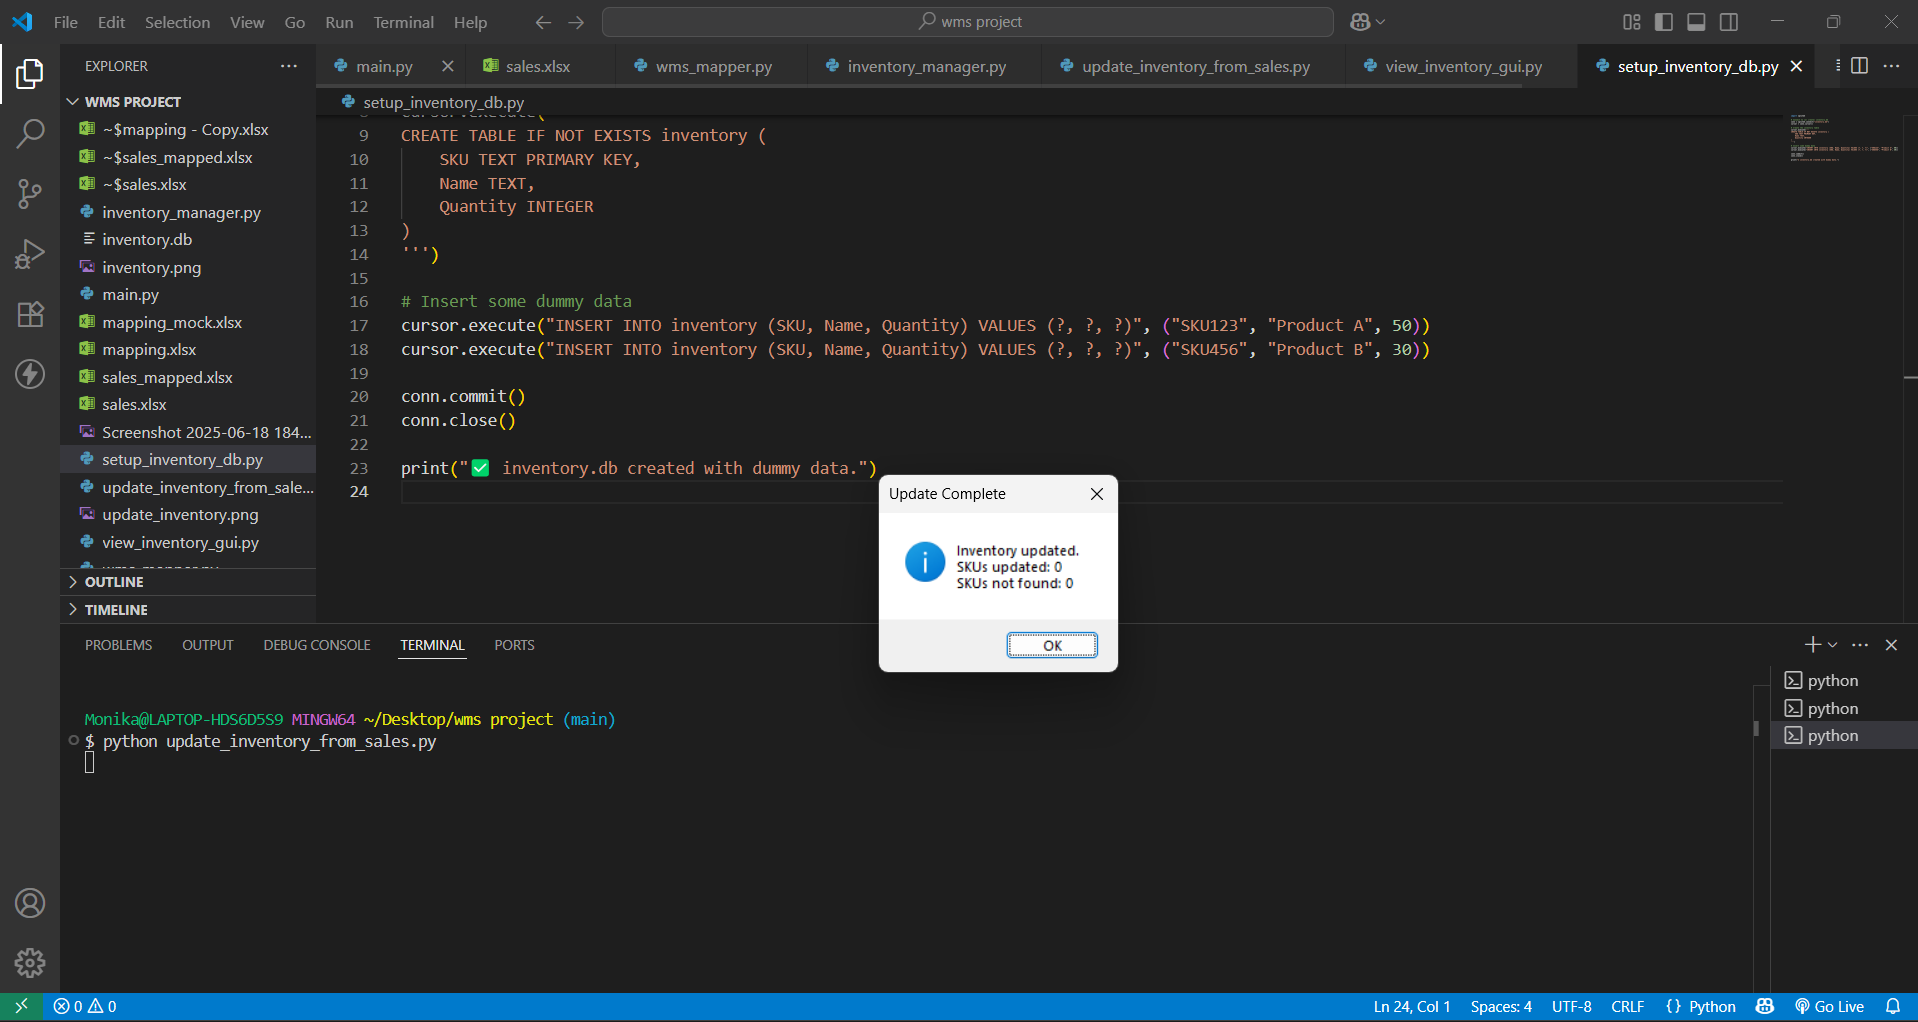 File Edit Selection View Go Run Terminal Help
wms project
EXPLORER
WMS PROJECT
~$mapping - Copy.xlsx
~$sales_mapped.xlsx
~$sales.xlsx
inventory_manager.py
inventory.db
inventory.png
main.py
mapping_mock.xlsx
mapping.xlsx
sales_mapped.xlsx
sales.xlsx
Screenshot 2025-06-18 184...
setup_inventory_db.py
update_inventory_from_sale...
update_inventory.png
view_inventory_gui.py
OUTLINE
TIMELINE
main.py sales.xlsx wms_mapper.py inventory_manager.py update_inventory_from_sales.py view_inventory_gui.py setup_inventory_db.py
setup_inventory_db.py
9 CREATE TABLE IF NOT EXISTS inventory (
10 SKU TEXT PRIMARY KEY,
11 Name TEXT,
12 Quantity INTEGER
13 )
14 ''')
15
16 # Insert some dummy data
17 cursor.execute("INSERT INTO inventory (SKU, Name, Quantity) VALUES (?, ?, ?)", ("SKU123", "Product A", 50))
18 cursor.execute("INSERT INTO inventory (SKU, Name, Quantity) VALUES (?, ?, ?)", ("SKU456", "Product B", 30))
19
20 conn.commit()
21 conn.close()
22
23 print("✅ inventory.db created with dummy data.")
24
Update Complete
Inventory updated.
SKUs updated: 0
SKUs not found: 0
OK
PROBLEMS OUTPUT DEBUG CONSOLE TERMINAL PORTS
Monika@LAPTOP-HDS6D5S9 MINGW64 ~/Desktop/wms project (main)
$ python update_inventory_from_sales.py
python
python
python
0 0
Ln 24, Col 1 Spaces: 4 UTF-8 CRLF {} Python Go Live